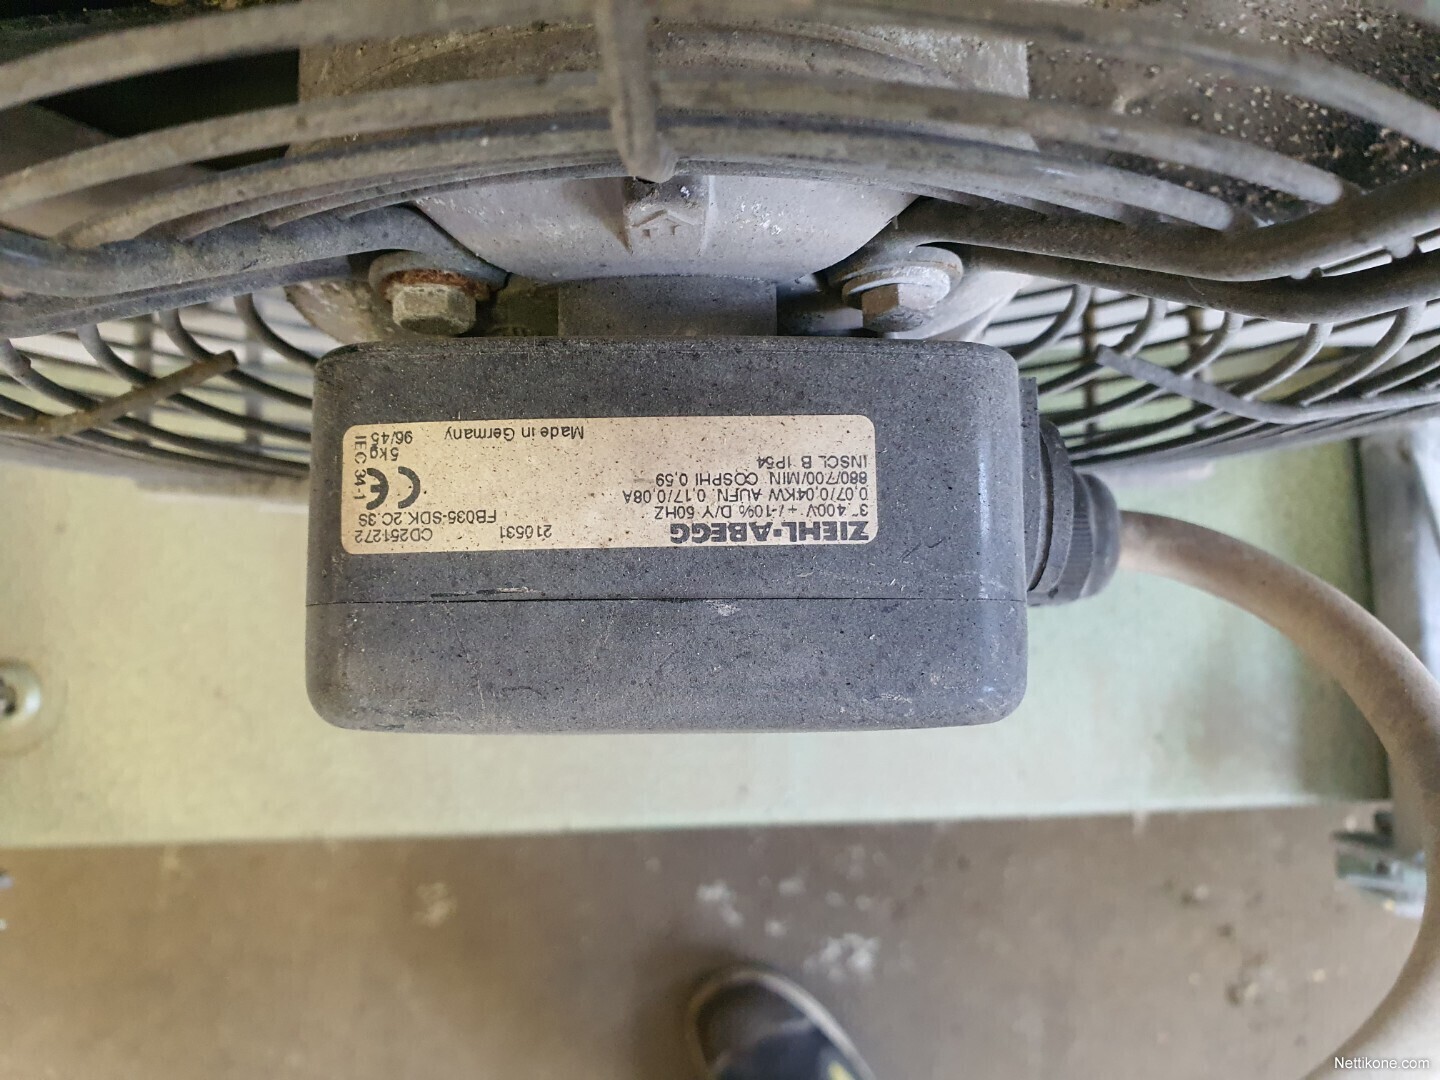 ZIEHL-ABEGG 210531 CD251272
3~ 400V +/-10% D/Y 50HZ FB035-SDK.2C.3S
0,07/0,04KW AUFN. 0,17/0,08A
880/700/MIN. COSPHI 0,59
INSCL B IP54
CE IEC 34-1
5kg
96/45
Made in Germany
Nettikone.com